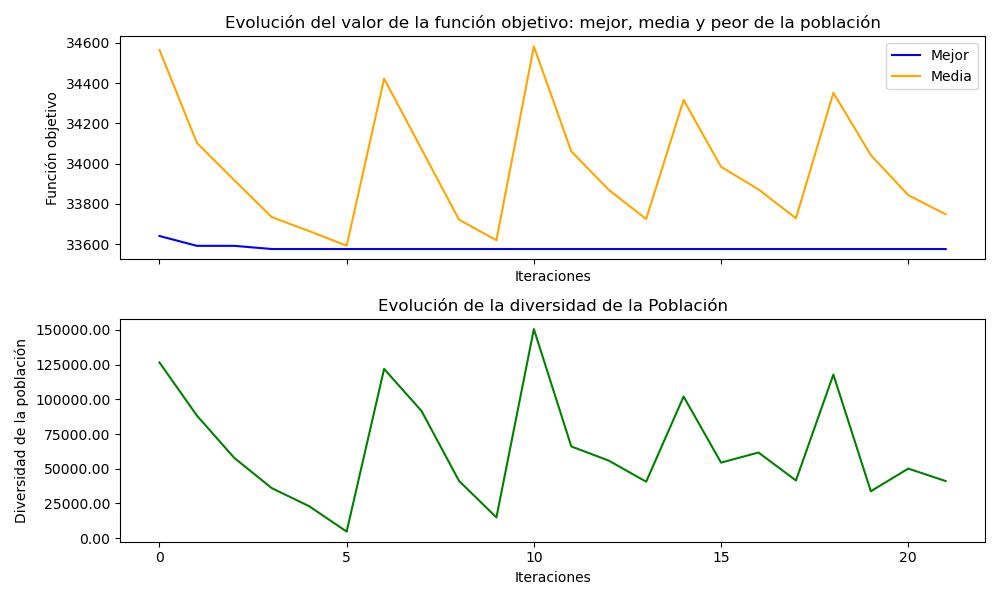 Evolución del valor de la función objetivo: mejor, media y peor de la población
34600
34400
34200
34000
33800
33600
Función objetivo
Mejor
Media
Iteraciones
Evolución de la diversidad de la Población
150000.00
125000.00
100000.00
75000.00
50000.00
25000.00
0.00
Diversidad de la población
0 5 10 15 20
Iteraciones